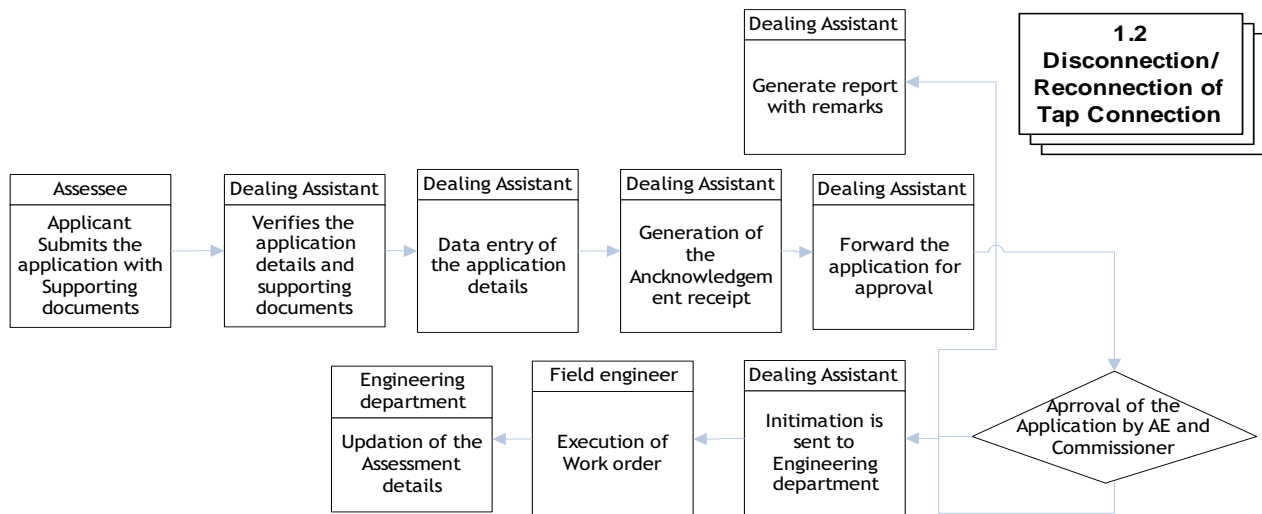 Dealing Assistant
Generate report
with remarks
1.2
Disconnection/
Reconnection of
Tap Connection
Assessee
Applicant
Submits the
application with
Supporting
documents
Dealing Assistant
Verifies the
application
details and
supporting
documents
Dealing Assistant
Data entry of
the application
details
Dealing Assistant
Generation of
the
Ancknowledgem
ent receipt
Dealing Assistant
Forward the
application for
approval
Engineering
department
Updation of the
Assessment
details
Field engineer
Execution of
Work order
Dealing Assistant
Initimation is
sent to
Engineering
department
Aprroval of the
Application by AE and
Commissioner